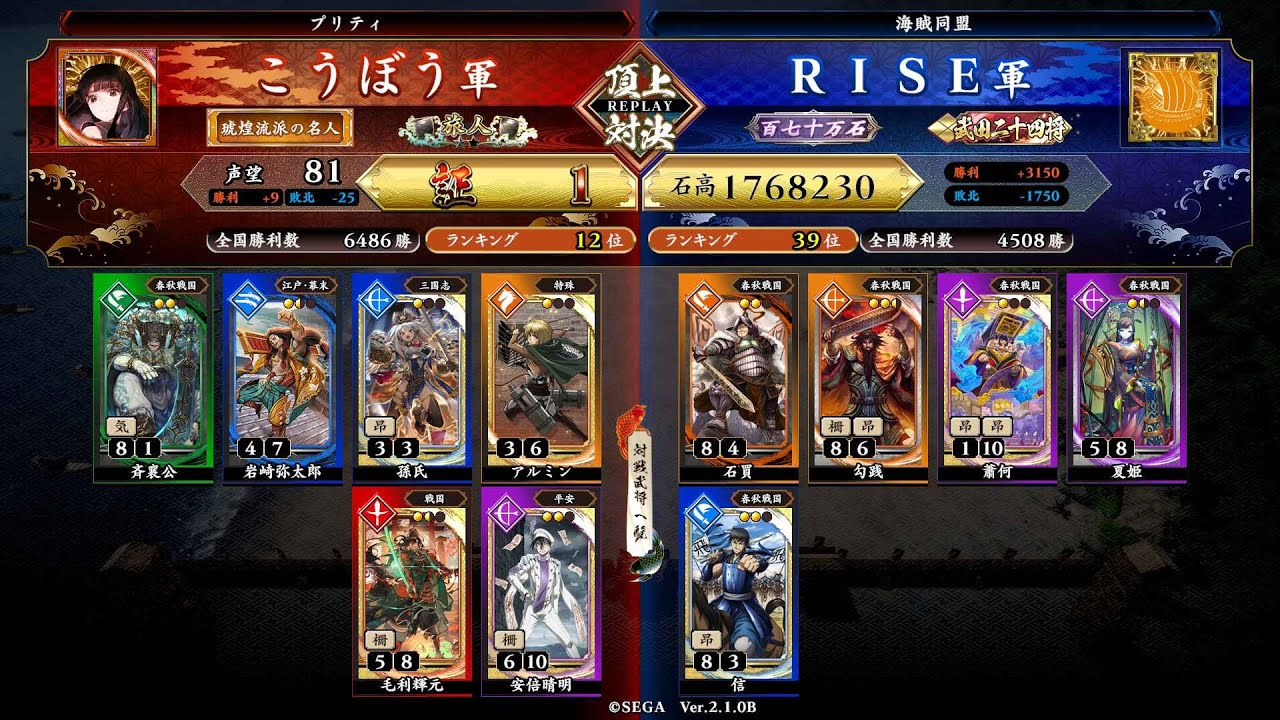 プリティ
海賊同盟
こうぼう軍
頂上
REPLAY
対決
RISE軍
琥煌流派の名人
旅人
百七十万石
武田二十四将
声望 81
勝利 +9 敗北 -25
証 1
石高 1768230
勝利 +3150
敗北 -1750
全国勝利数 6486勝
ランキング 12位
ランキング 39位
全国勝利数 4508勝
春秋戦国
気
8 1
斉襄公
江戸・幕末
4 7
岩崎弥太郎
三国志
昂
3 3
孫氏
特殊
3 6
アルミン
春秋戦国
8 4
石買
春秋戦国
柵 昂
8 6
勾践
春秋戦国
昂 昂
1 10
蕭何
春秋戦国
5 8
夏姫
対戦武将一覧
戦国
柵
5 8
毛利輝元
平安
柵
6 10
安倍晴明
春秋戦国
飛
昂
8 3
信
©SEGA Ver.2.1.0B